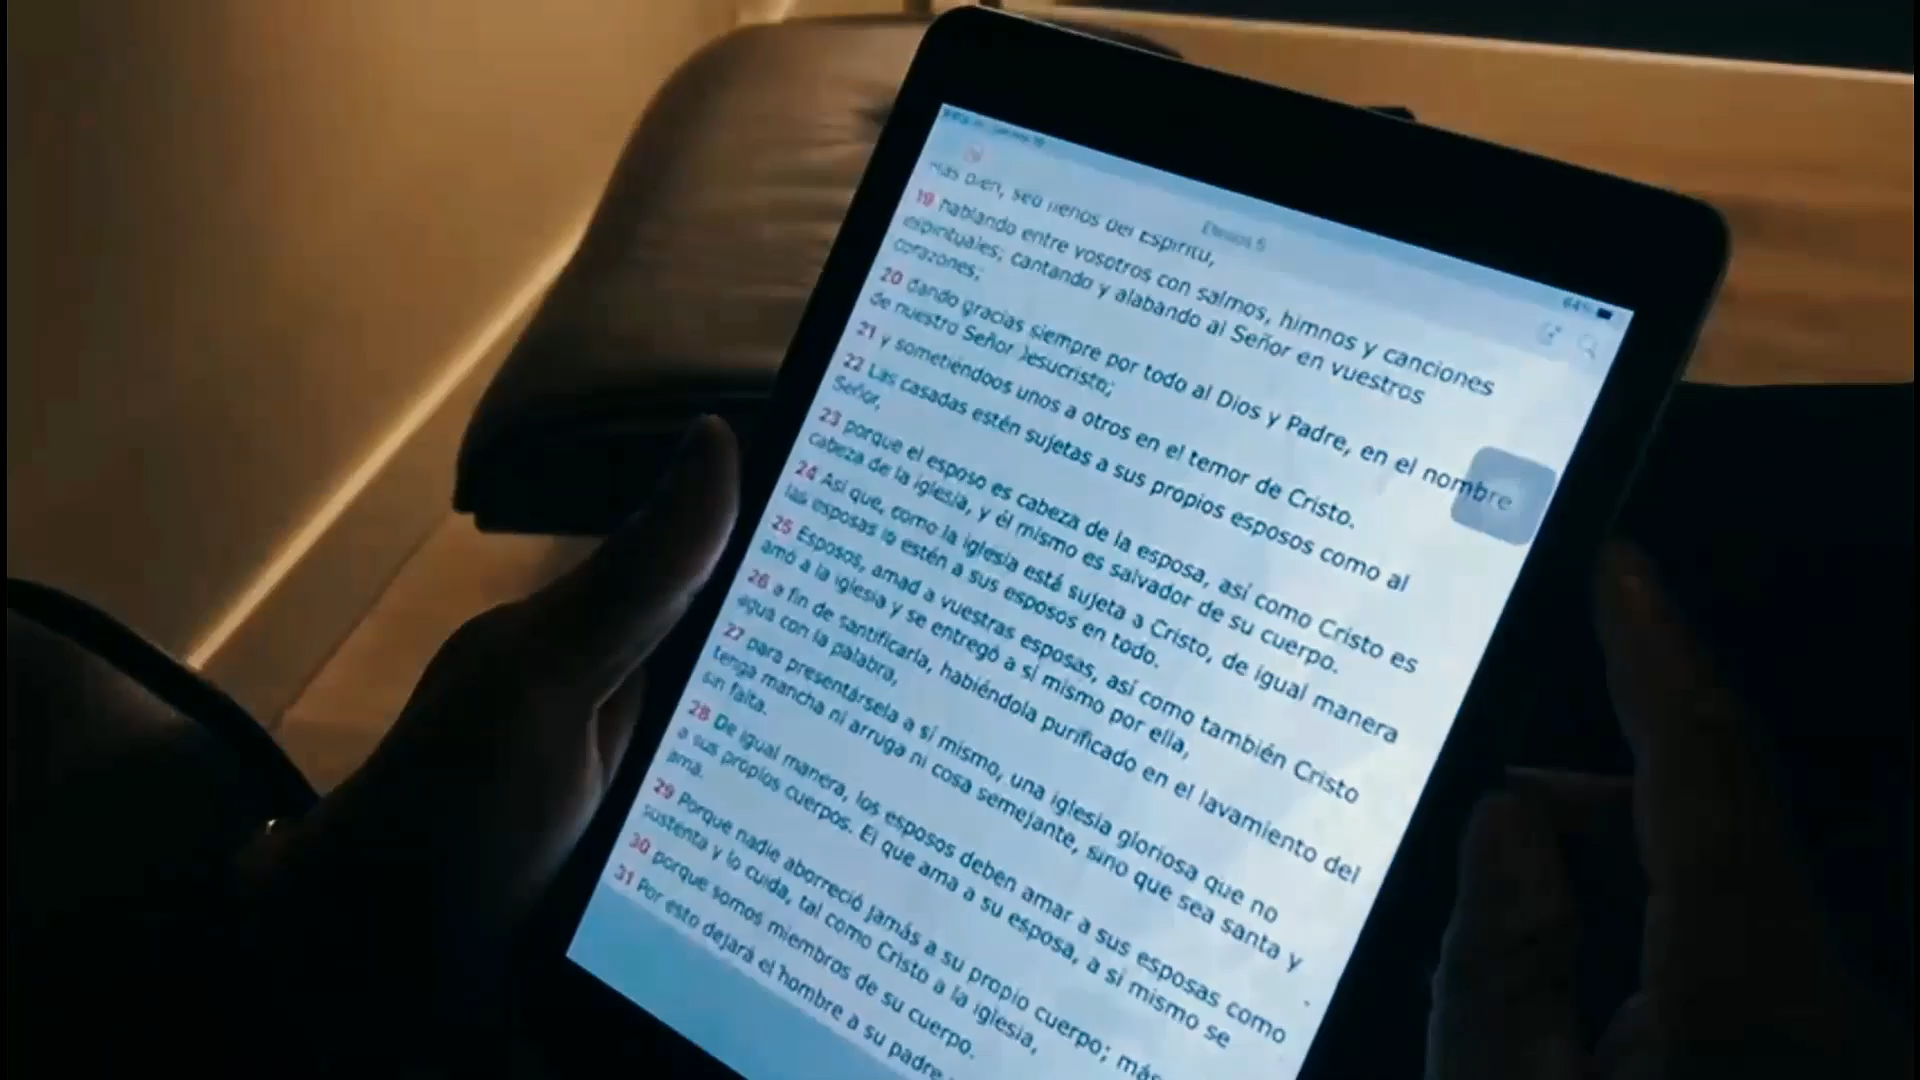 Efesios 5
64%
Mas bien, sed llenos del Espíritu,
19 hablando entre vosotros con salmos, himnos y canciones
espirituales; cantando y alabando al Señor en vuestros
corazones;
20 dando gracias siempre por todo al Dios y Padre, en el nombre
de nuestro Señor Jesucristo;
21 y sometiéndoos unos a otros en el temor de Cristo.
22 Las casadas estén sujetas a sus propios esposos como al
Señor,
23 porque el esposo es cabeza de la esposa, así como Cristo es
cabeza de la iglesia, y él mismo es salvador de su cuerpo.
24 Así que, como la iglesia está sujeta a Cristo, de igual manera
las esposas lo estén a sus esposos en todo.
25 Esposos, amad a vuestras esposas, así como también Cristo
amó a la iglesia y se entregó a sí mismo por ella,
26 a fin de santificarla, habiéndola purificado en el lavamiento del
agua con la palabra,
27 para presentársela a sí mismo, una iglesia gloriosa que no
tenga mancha ni arruga ni cosa semejante, sino que sea santa y
sin falta.
28 De igual manera, los esposos deben amar a sus esposas como
a sus propios cuerpos. El que ama a su esposa, a sí mismo se
ama.
29 Porque nadie aborreció jamás a su propio cuerpo; más
sustenta y lo cuida, tal como Cristo a la iglesia,
30 porque somos miembros de su cuerpo.
31 Por esto dejará el hombre a su padre